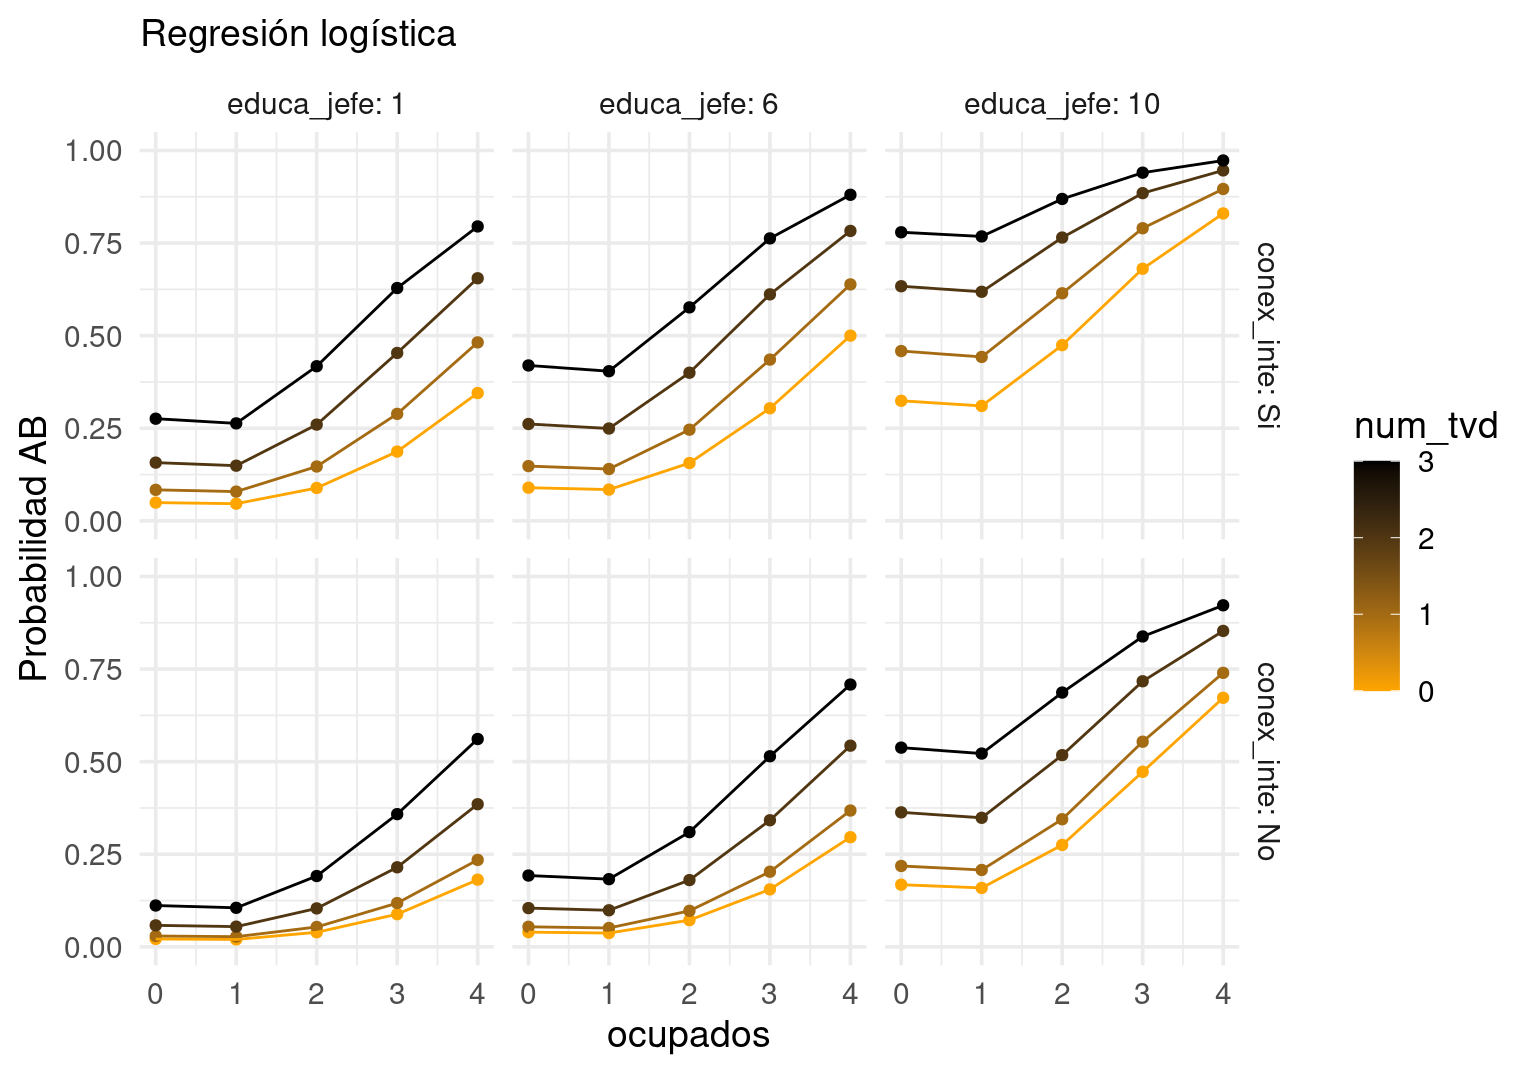 Regresión logística
educa_jefe: 1
educa_jefe: 6
educa_jefe: 10
1.00
0.75
0.50
0.25
0.00
conex_inte: Si
1.00
0.75
0.50
0.25
0.00
conex_inte: No
Probabilidad AB
0 1 2 3 4
0 1 2 3 4
0 1 2 3 4
ocupados
num_tvd
3
2
1
0